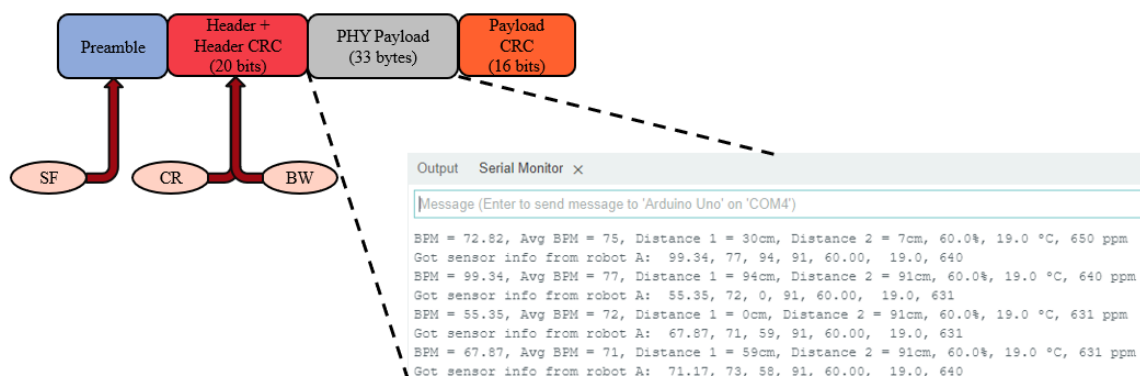 Preamble
Header +
Header CRC
(20 bits)
PHY Payload
(33 bytes)
Payload
CRC
(16 bits)
SF
CR
BW
Output Serial Monitor ×
Message (Enter to send message to 'Arduino Uno' on 'COM4')
BPM = 72.82, Avg BPM = 75, Distance 1 = 30cm, Distance 2 = 7cm, 60.0%, 19.0 °C, 650 ppm
Got sensor info from robot A: 99.34, 77, 94, 91, 60.00, 19.0, 640
BPM = 99.34, Avg BPM = 77, Distance 1 = 94cm, Distance 2 = 91cm, 60.0%, 19.0 °C, 640 ppm
Got sensor info from robot A: 55.35, 72, 0, 91, 60.00, 19.0, 631
BPM = 55.35, Avg BPM = 72, Distance 1 = 0cm, Distance 2 = 91cm, 60.0%, 19.0 °C, 631 ppm
Got sensor info from robot A: 67.87, 71, 59, 91, 60.00, 19.0, 631
BPM = 67.87, Avg BPM = 71, Distance 1 = 59cm, Distance 2 = 91cm, 60.0%, 19.0 °C, 631 ppm
Got sensor info from robot A: 71.17, 73, 58, 91, 60.00, 19.0, 640